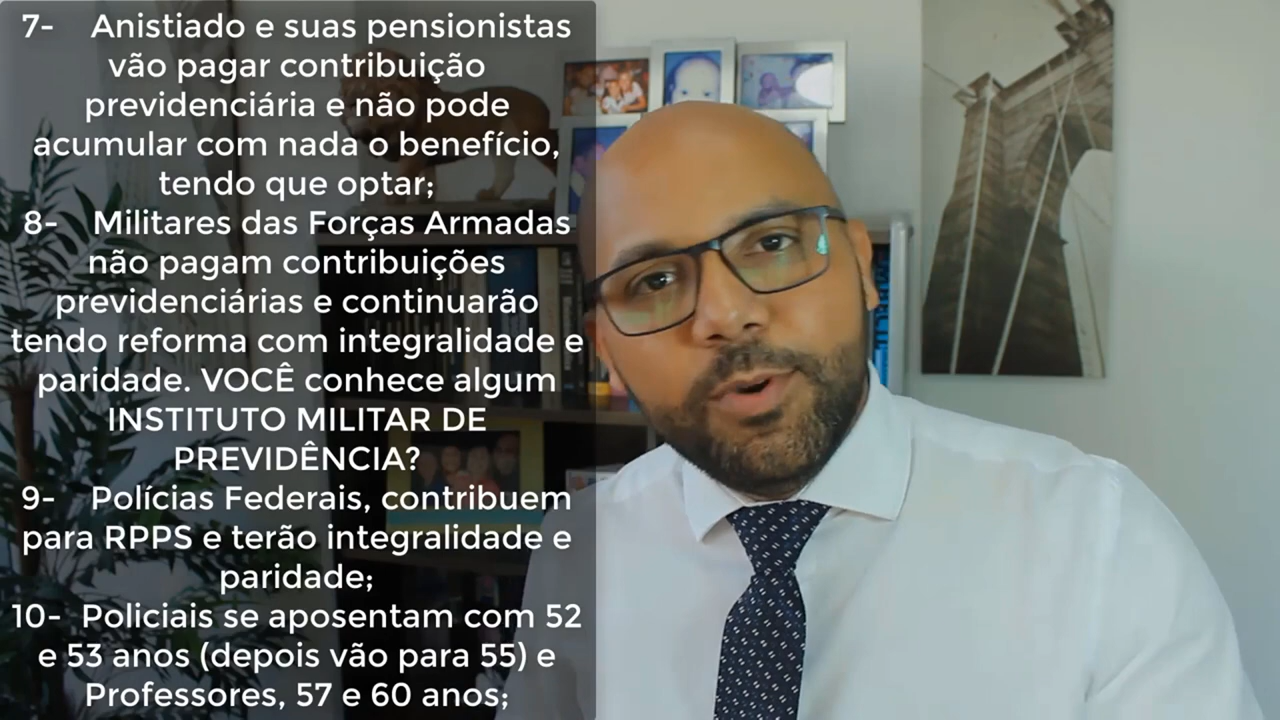 7- Anistiado e suas pensionistas
vão pagar contribuição
previdenciária e não pode
acumular com nada o benefício,
tendo que optar;
8- Militares das Forças Armadas
não pagam contribuições
previdenciárias e continuarão
tendo reforma com integralidade e
paridade. VOCÊ conhece algum
INSTITUTO MILITAR DE
PREVIDÊNCIA?
9- Polícias Federais, contribuem
para RPPS e terão integralidade e
paridade;
10- Policiais se aposentam com 52
e 53 anos (depois vão para 55) e
Professores, 57 e 60 anos;